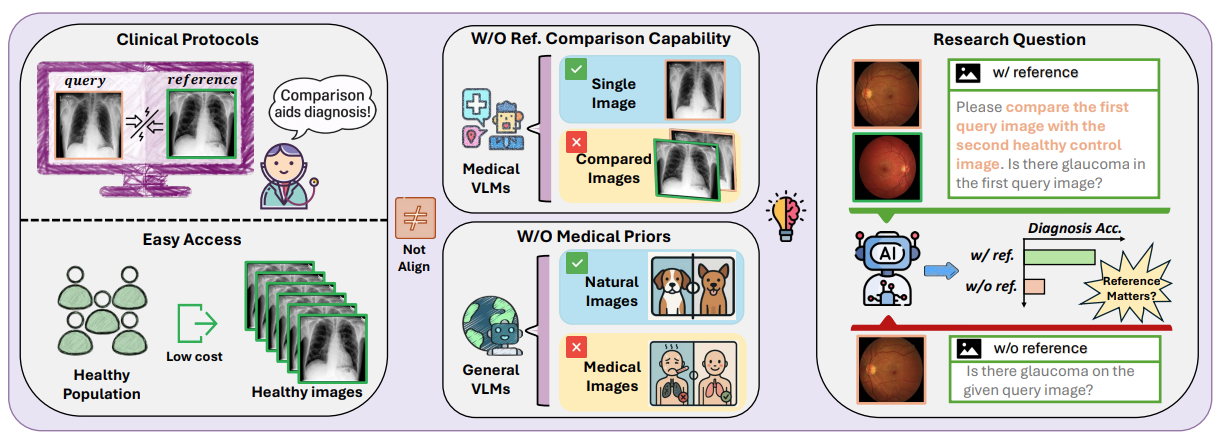 Clinical Protocols
query
reference
Comparison
aids diagnosis!
Easy Access
Low cost
Healthy
Population
Healthy images
Not
Align
W/O Ref. Comparison Capability
Single
Image
Compared
Images
Medical
VLMs
W/O Medical Priors
Natural
Images
General
VLMs
Medical
Images
Research Question
w/ reference
Please compare the first
query image with the
second healthy control
image. Is there glaucoma in
the first query image?
AI
Diagnosis Acc.
w/ ref.
w/o ref.
Reference
Matters?
w/o reference
Is there glaucoma on the
given query image?